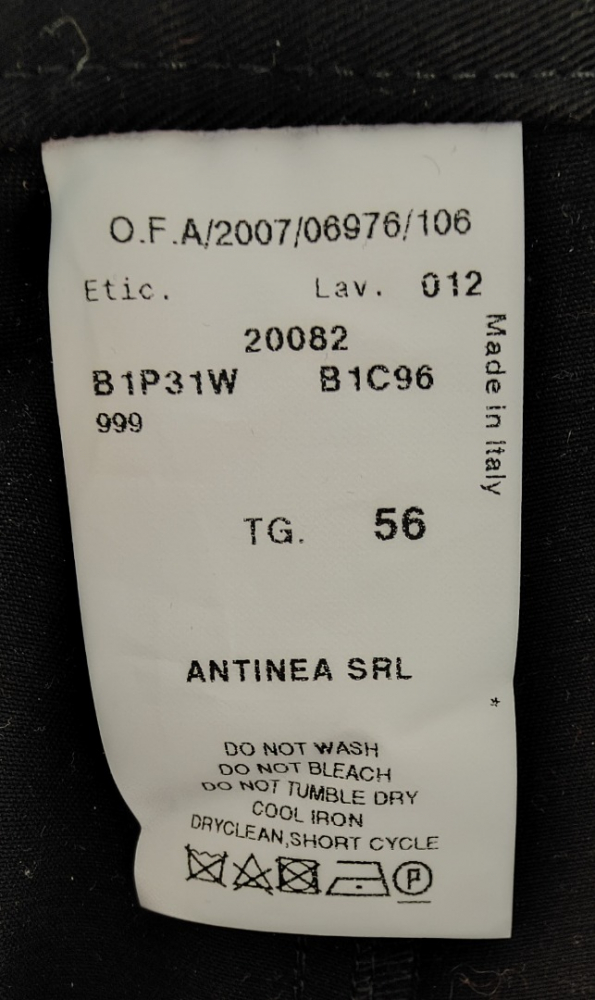 O.F.A/2007/06976/106
Etic. Lav. 012
20082
B1P31W B1C96
999
Made in Italy
TG. 56
ANTINEA SRL
*
DO NOT WASH
DO NOT BLEACH
DO NOT TUMBLE DRY
COOL IRON
DRYCLEAN,SHORT CYCLE
P